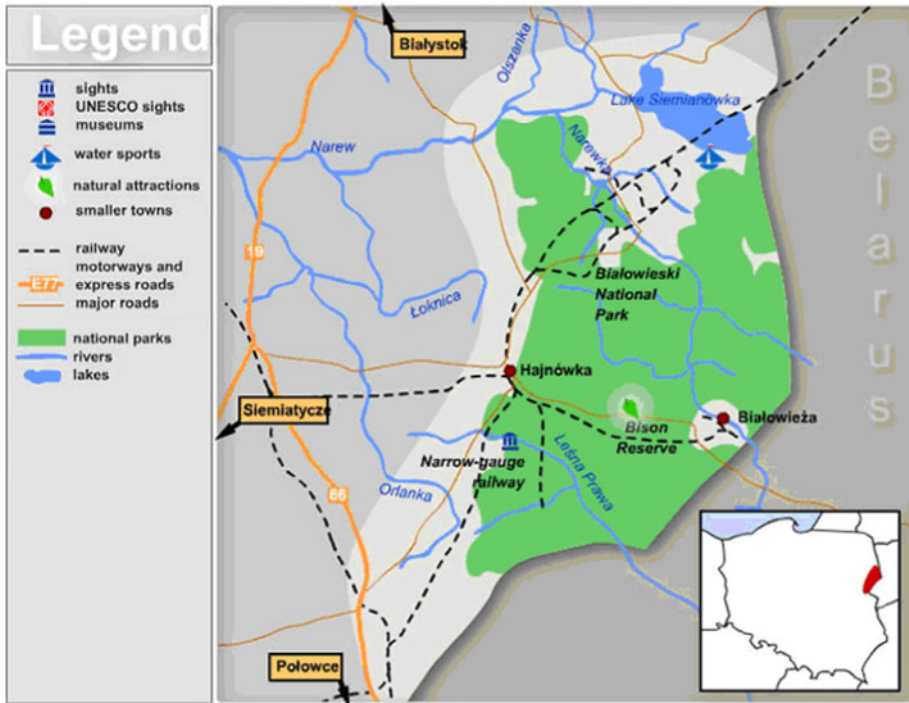 Legend
sights
UNESCO sights
museums
water sports
natural attractions
smaller towns
railway
motorways and
E77
express roads
major roads
national parks
rivers
lakes
Białystok
Olszanka
Lake Siemianówka
Narew
Narewka
19
Białowieski
National
Park
Łoknica
Hajnówka
Siemiatycze
Białowieża
Bison
Reserve
Narrow-gauge
railway
Leśna Prawa
Orlanka
66
Połowce
Belarus